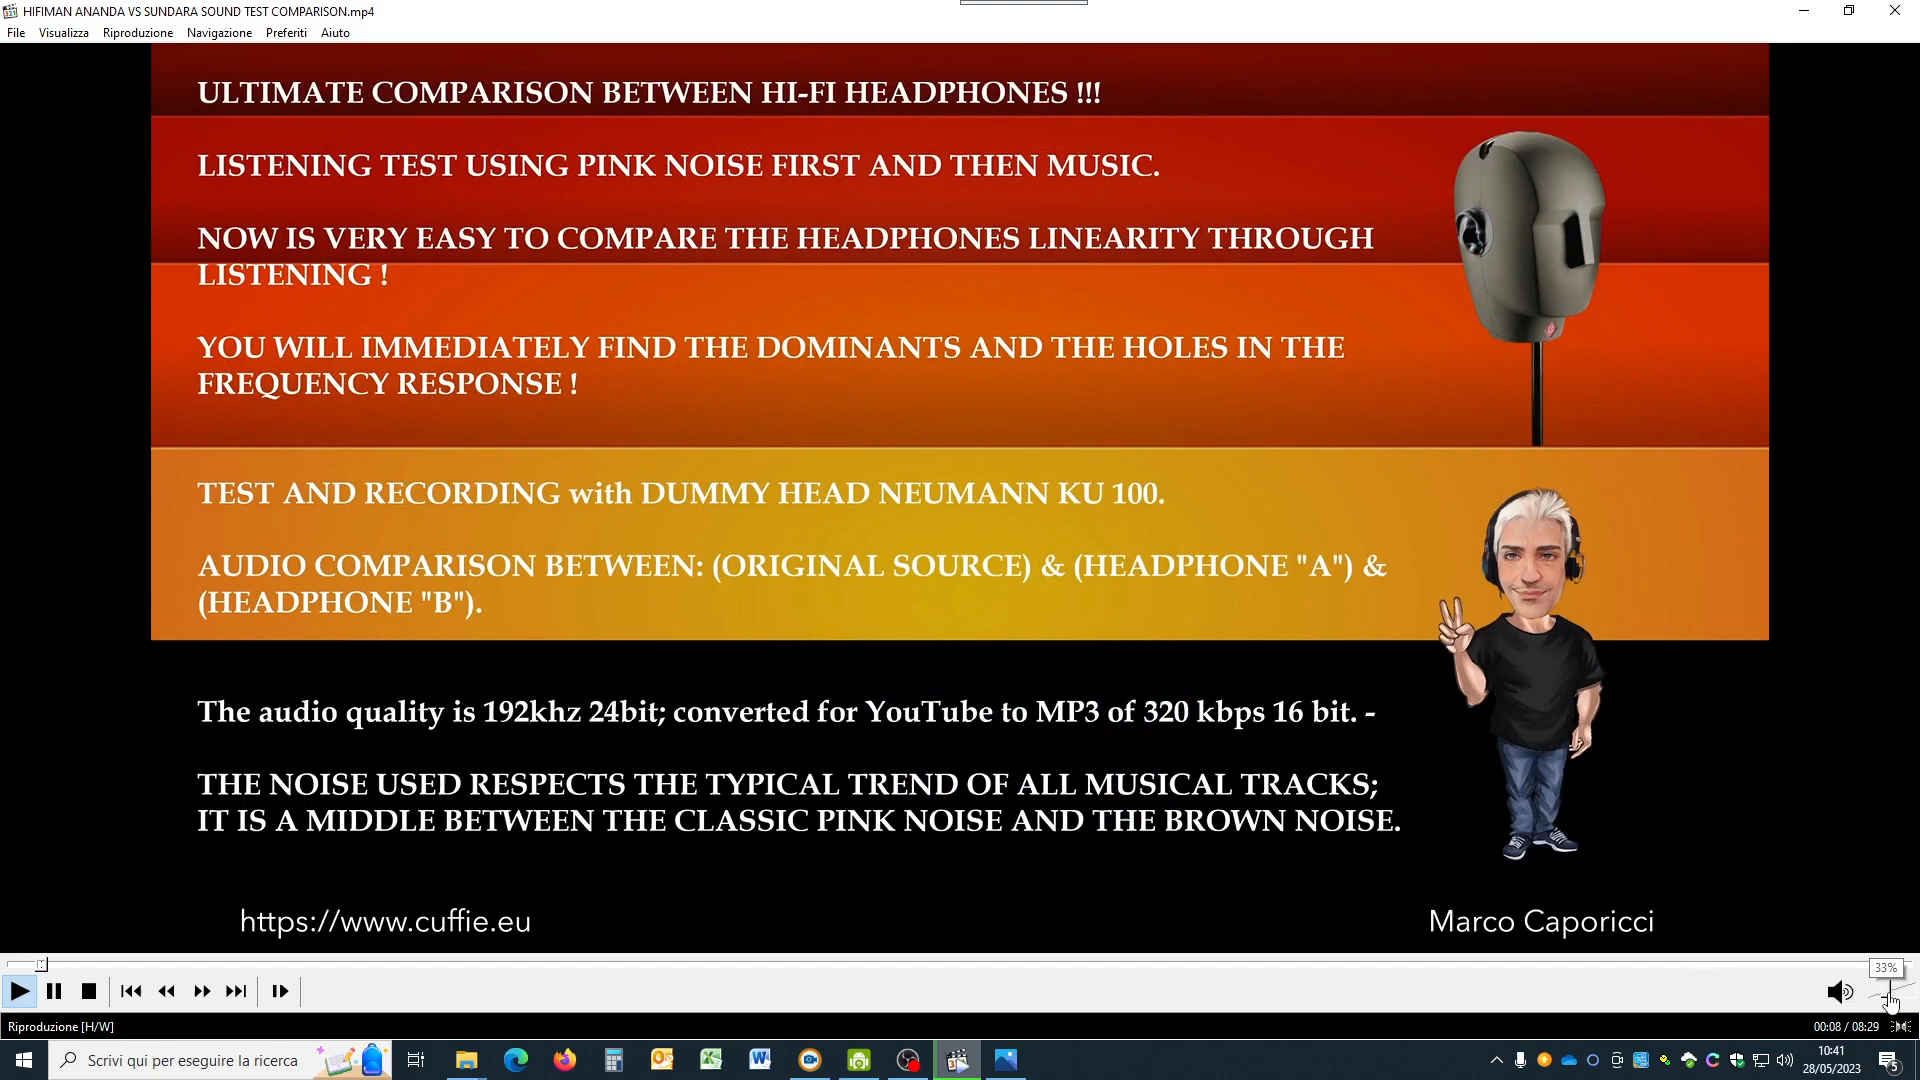 HIFIMAN ANANDA VS SUNDARA SOUND TEST COMPARISON.mp4
File Visualizza Riproduzione Navigazione Preferiti Aiuto
ULTIMATE COMPARISON BETWEEN HI-FI HEADPHONES !!!
LISTENING TEST USING PINK NOISE FIRST AND THEN MUSIC.
NOW IS VERY EASY TO COMPARE THE HEADPHONES LINEARITY THROUGH
LISTENING !
YOU WILL IMMEDIATELY FIND THE DOMINANTS AND THE HOLES IN THE
FREQUENCY RESPONSE !
TEST AND RECORDING with DUMMY HEAD NEUMANN KU 100.
AUDIO COMPARISON BETWEEN: (ORIGINAL SOURCE) & (HEADPHONE "A") &
(HEADPHONE "B").
The audio quality is 192khz 24bit; converted for YouTube to MP3 of 320 kbps 16 bit. -
THE NOISE USED RESPECTS THE TYPICAL TREND OF ALL MUSICAL TRACKS;
IT IS A MIDDLE BETWEEN THE CLASSIC PINK NOISE AND THE BROWN NOISE.
https://www.cuffie.eu
Marco Caporicci
33%
Riproduzione [H/W]
00:08 / 08:29
Scrivi qui per eseguire la ricerca
10:41
28/05/2023
5